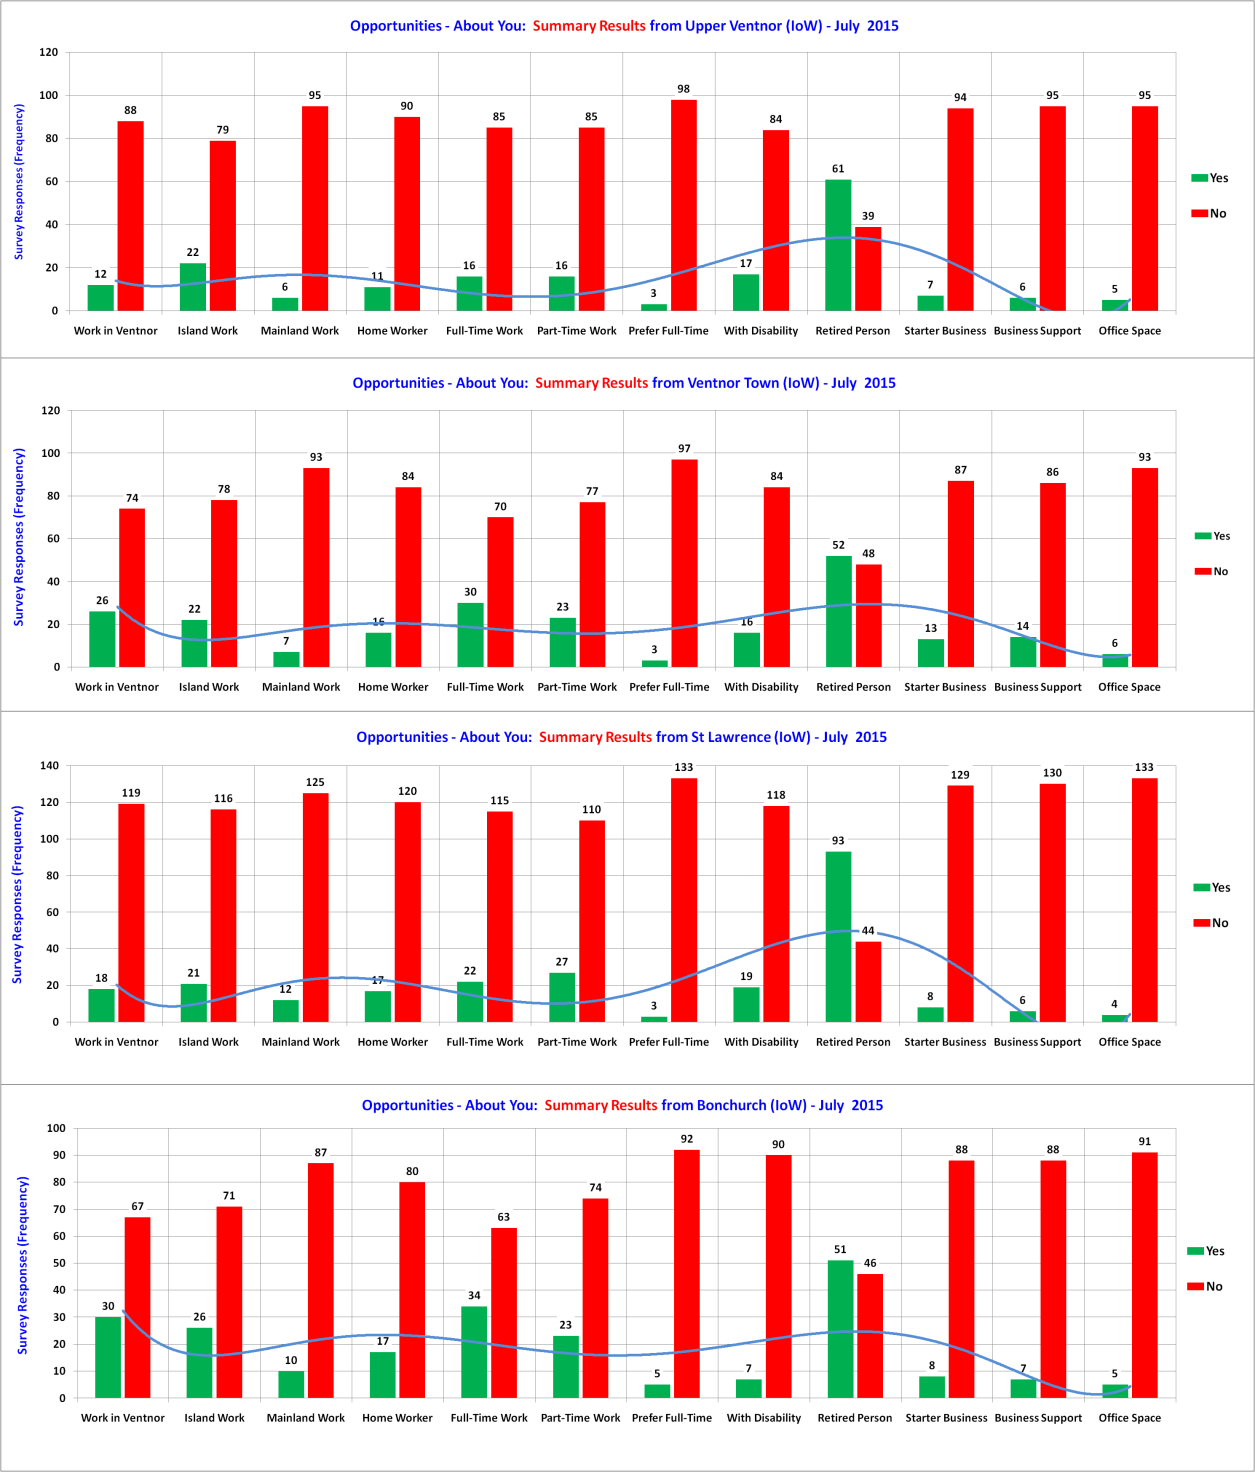 Opportunities - About You:  Summary Results from Upper Ventnor (IoW) - July  2015
Survey Responses (Frequency)
120
100
80
60
40
20
0
12 88 22 79 6 95 11 90 16 85 16 85 3 98 17 84 61 39 7 94 6 95 5 95
Work in Ventnor Island Work Mainland Work Home Worker Full-Time Work Part-Time Work Prefer Full-Time With Disability Retired Person Starter Business Business Support Office Space
Yes
No
Opportunities - About You:  Summary Results from Ventnor Town (IoW) - July  2015
Survey Responses (Frequency)
120
100
80
60
40
20
0
26 74 22 78 7 93 16 84 30 70 23 77 3 97 16 84 52 48 13 87 14 86 6 93
Work in Ventnor Island Work Mainland Work Home Worker Full-Time Work Part-Time Work Prefer Full-Time With Disability Retired Person Starter Business Business Support Office Space
Yes
No
Opportunities - About You:  Summary Results from St Lawrence (IoW) - July  2015
Survey Responses (Frequency)
140
120
100
80
60
40
20
0
18 119 21 116 12 125 17 120 22 115 27 110 3 133 19 118 93 44 8 129 6 130 4 133
Work in Ventnor Island Work Mainland Work Home Worker Full-Time Work Part-Time Work Prefer Full-Time With Disability Retired Person Starter Business Business Support Office Space
Yes
No
Opportunities - About You:  Summary Results from Bonchurch (IoW) - July  2015
Survey Responses (Frequency)
100
90
80
70
60
50
40
30
20
10
0
30 67 26 71 10 87 17 80 34 63 23 74 5 92 7 90 51 46 8 88 7 88 5 91
Work in Ventnor Island Work Mainland Work Home Worker Full-Time Work Part-Time Work Prefer Full-Time With Disability Retired Person Starter Business Business Support Office Space
Yes
No